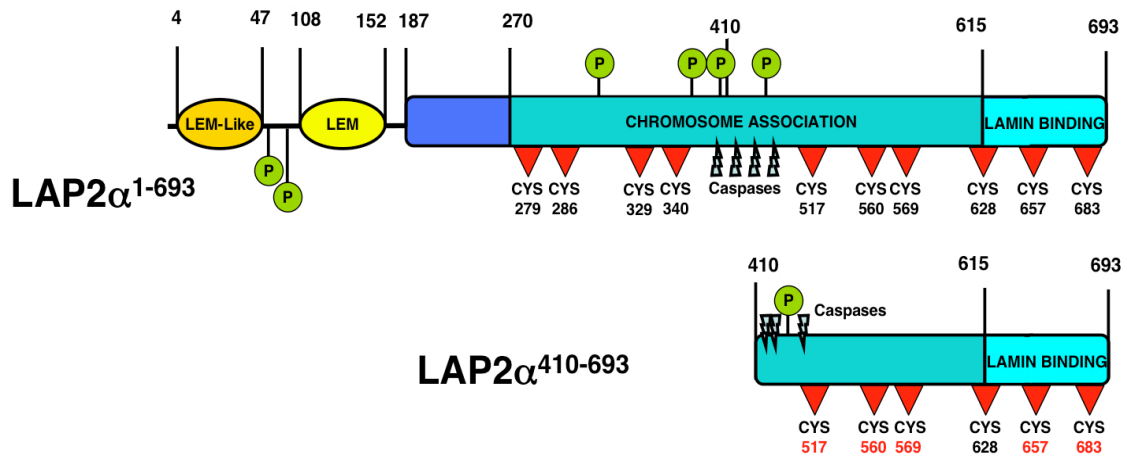 4 47 108 152 187 270 410 615 693
P P P P
LEM-Like LEM CHROMOSOME ASSOCIATION LAMIN BINDING
P
P
Caspases
CYS CYS CYS CYS CYS CYS CYS CYS CYS CYS
279 286 329 340 517 560 569 628 657 683
LAP2α1-693
410 615 693
P Caspases
LAMIN BINDING
LAP2α410-693
CYS CYS CYS CYS CYS CYS
517 560 569 628 657 683